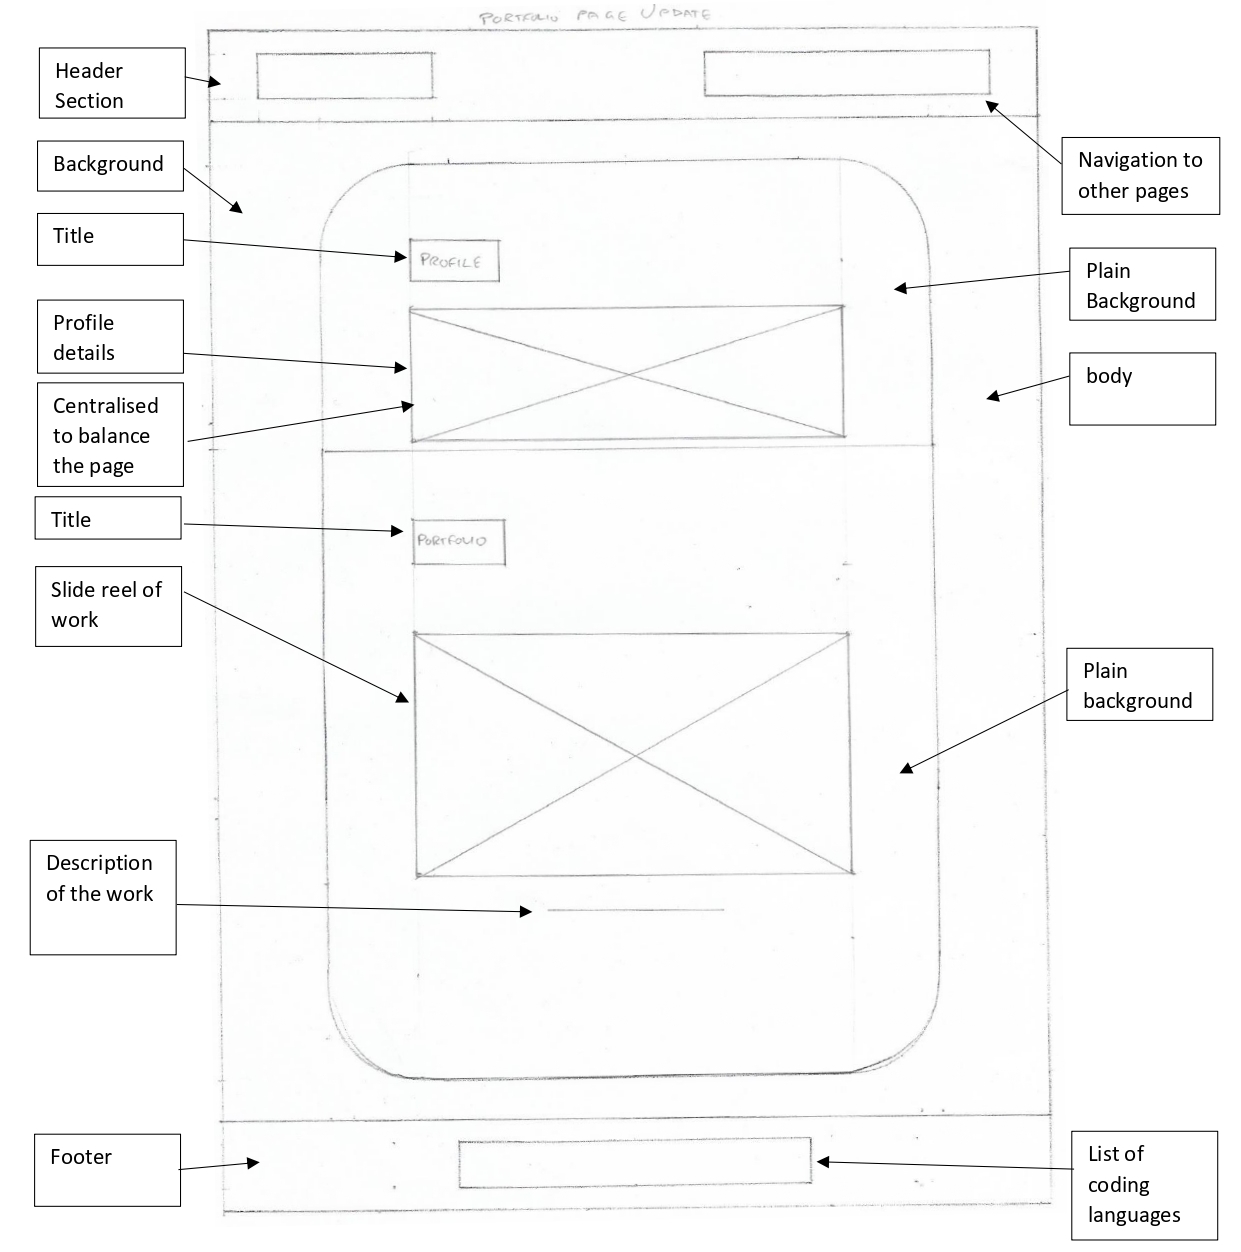 PORTFOLIO PAGE UPDATE
Header
Section
Background
Title
Profile
details
Centralised
to balance
the page
Title
Slide reel of
work
Description
of the work
Footer
PROFILE
PORTFOLIO
Navigation to
other pages
Plain
Background
body
Plain
background
List of
coding
languages